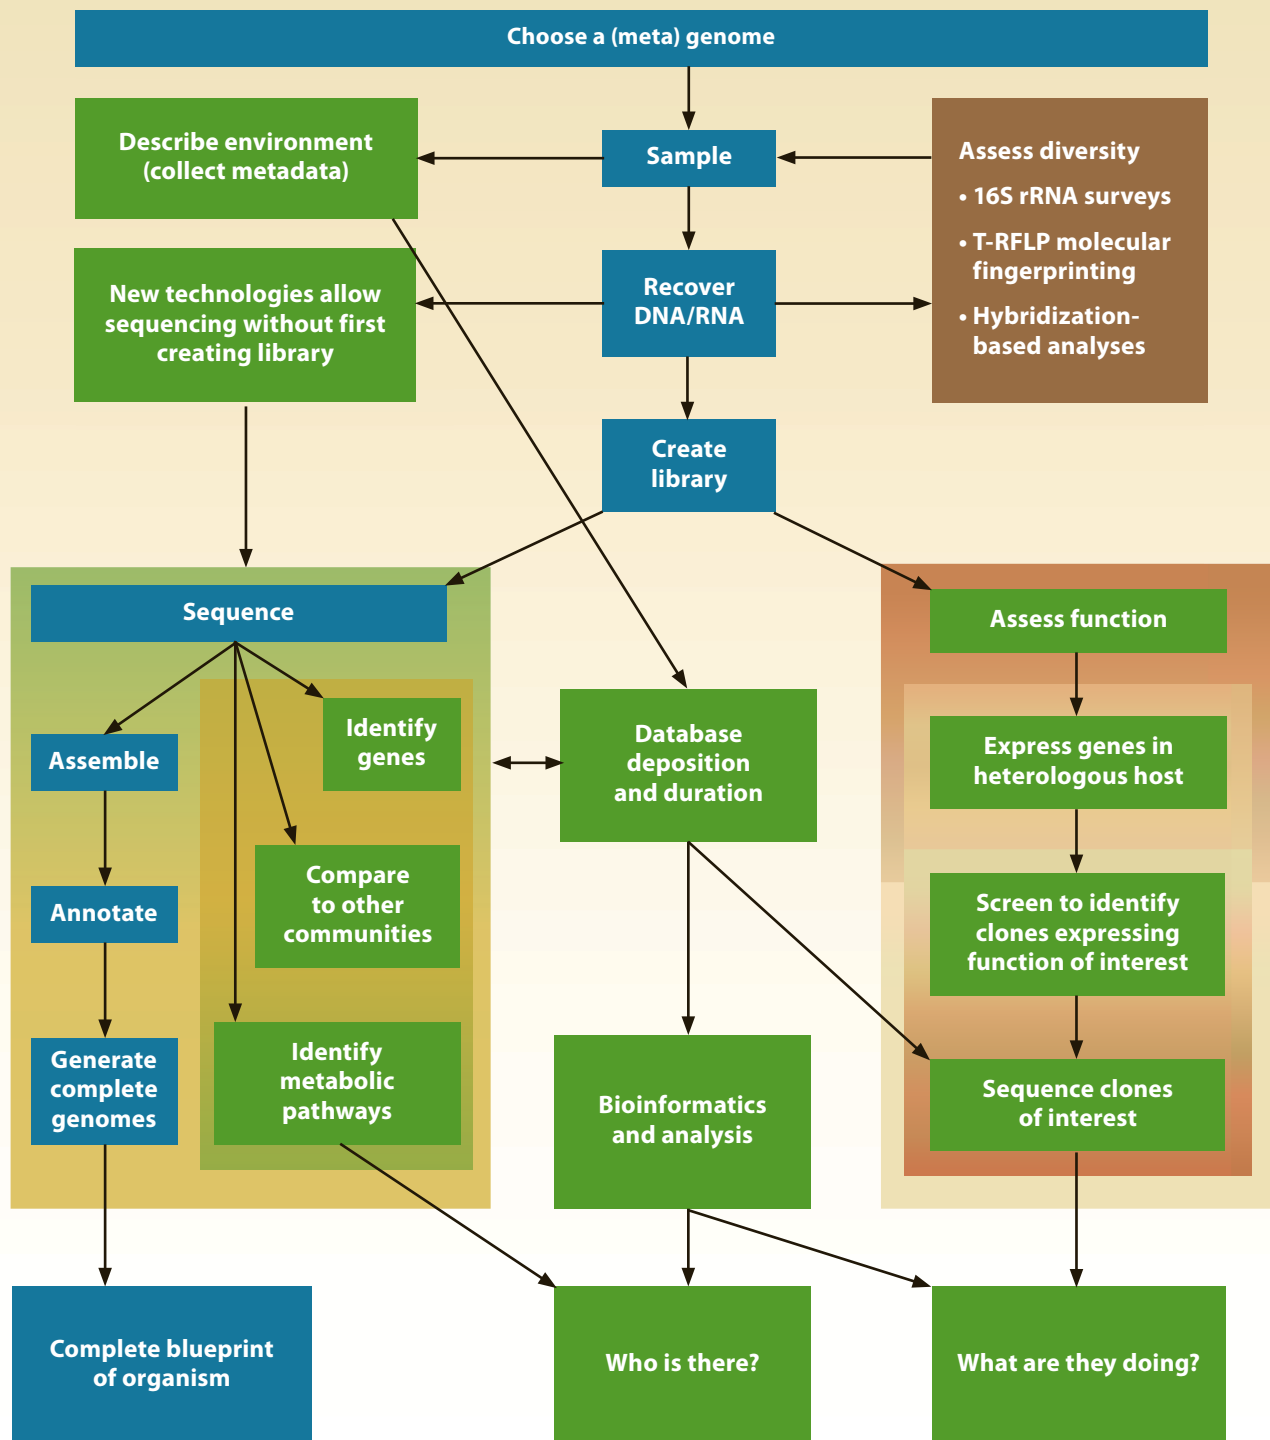 Choose a (meta) genome
Describe environment
(collect metadata)
Sample
Assess diversity
• 16S rRNA surveys
• T-RFLP molecular
fingerprinting
• Hybridization-
based analyses
New technologies allow
sequencing without first
creating library
Recover
DNA/RNA
Create
library
Sequence
Assess function
Identify
genes
Assemble
Database
deposition
and duration
Express genes in
heterologous host
Compare
to other
communities
Annotate
Screen to identify
clones expressing
function of interest
Generate
complete
genomes
Identify
metabolic
pathways
Bioinformatics
and analysis
Sequence clones
of interest
Complete blueprint
of organism
Who is there?
What are they doing?